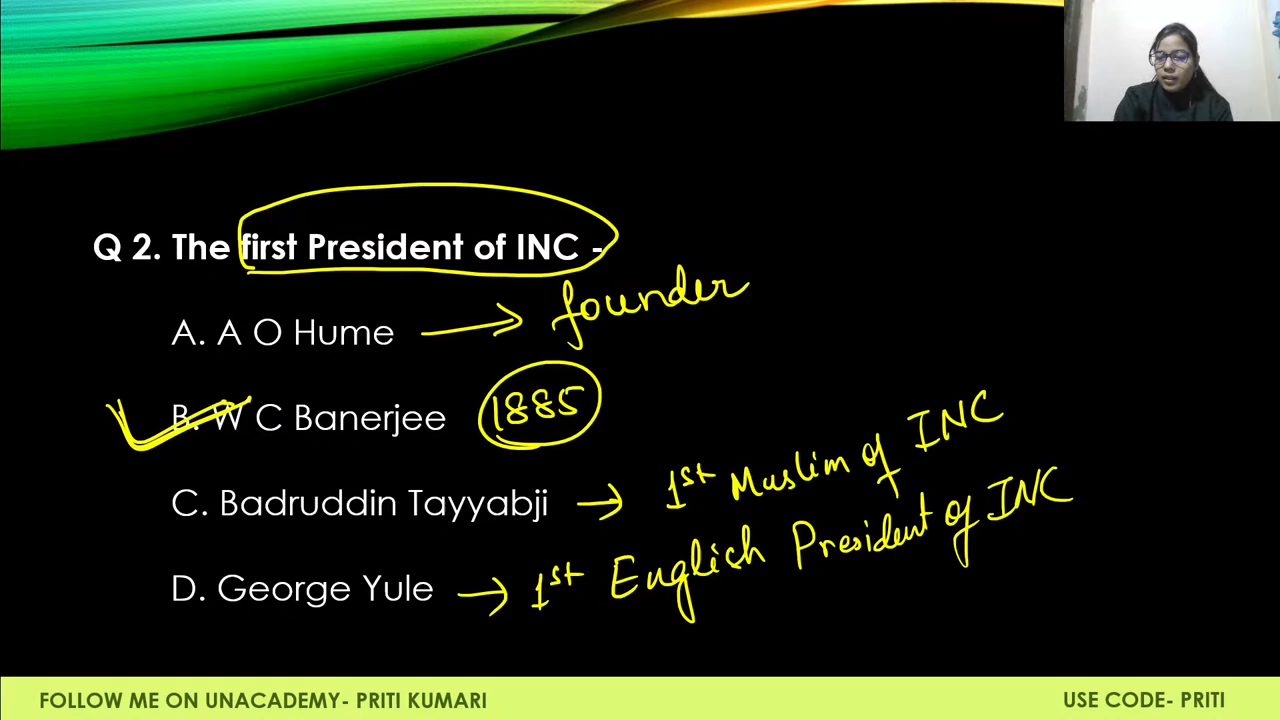 Q 2. The first President of INC -
A. A O Hume → founder
B. W C Banerjee 1885
C. Badruddin Tayyabji → 1st Muslim of INC
D. George Yule → 1st English President of INC
FOLLOW ME ON UNACADEMY- PRITI KUMARI USE CODE- PRITI